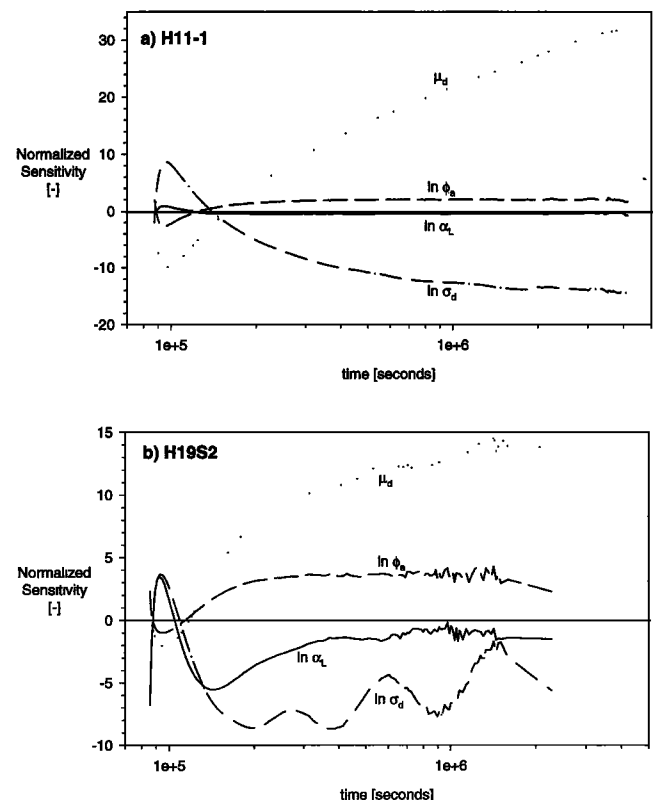 a) H11-1
30
20
10
0
-10
-20
Normalized
Sensitivity
[-]
μd
ln ϕa
ln αL
ln σd
1e+5
1e+6
time [seconds]
b) H19S2
15
10
5
0
-5
-10
Normalized
Sensitivity
[-]
μd
ln ϕa
ln αL
ln σd
1e+5
1e+6
time [seconds]